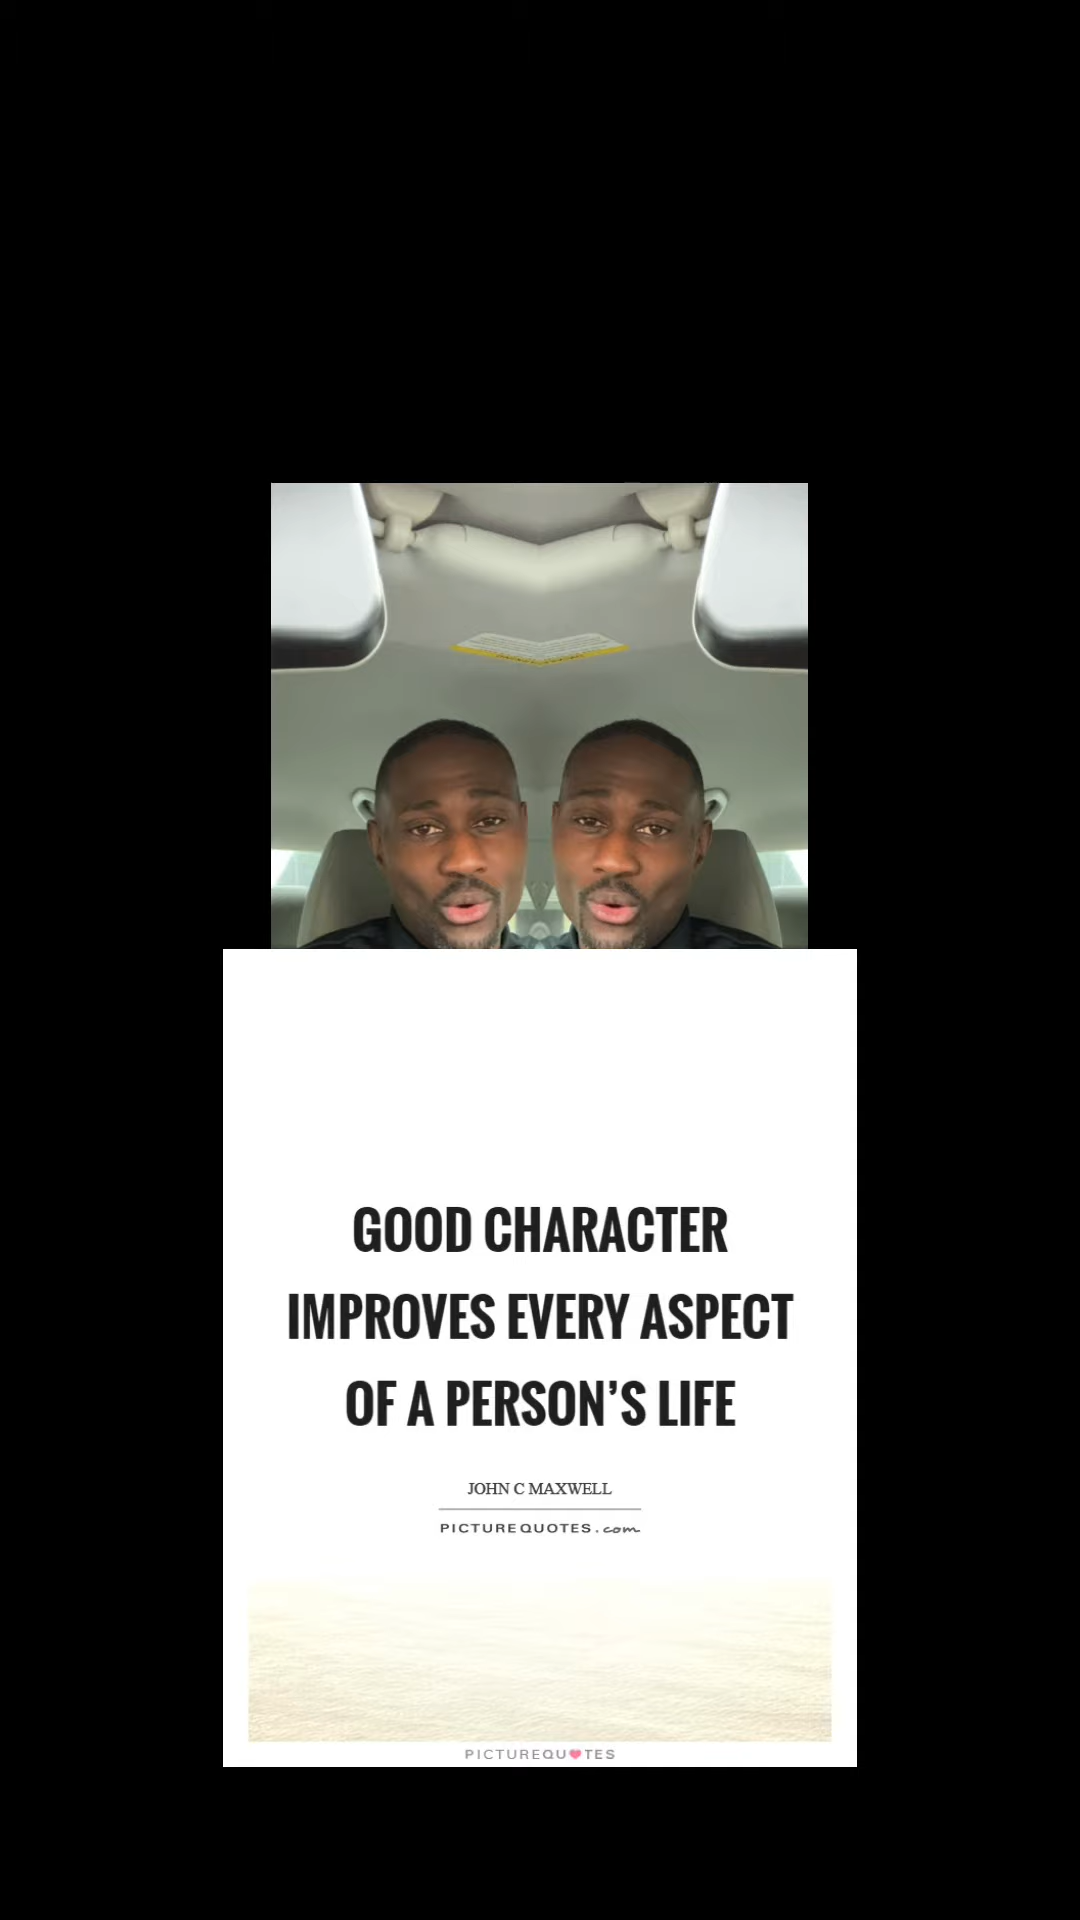 GOOD CHARACTER
IMPROVES EVERY ASPECT
OF A PERSON’S LIFE
JOHN C MAXWELL
PICTUREQUOTES.com
PICTUREQUOTES